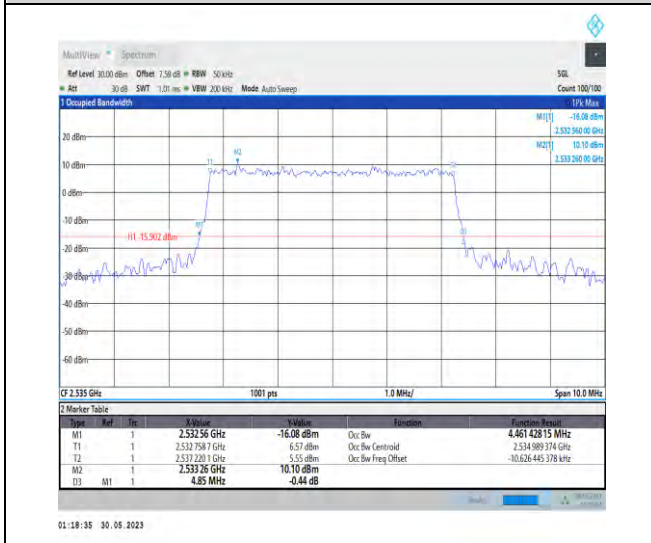 MultiView Spectrum
Ref Level 30.00 dBm Offset 7.58 dB RBW 50 kHz SGL
Att 30 dB SWT 1.01 ms VBW 200 kHz Mode Auto Sweep Count 100/100
1 Occupied Bandwidth 1Pk Max
M1[1] -16.08 dBm
2.532 560 00 GHz
M2[1] 10.10 dBm
2.533 260 00 GHz
20 dBm
M2
T1
10 dBm
0 dBm
-10 dBm
M1
H1 -15.902 dBm
-20 dBm
-30 dBm
-40 dBm
-50 dBm
-60 dBm
CF 2.535 GHz 1001 pts 1.0 MHz/ Span 10.0 MHz
2 Marker Table
Type Ref Trc X-Value Y-Value Function Function Result
M1 1 2.532 56 GHz -16.08 dBm Occ Bw 4.461 428 15 MHz
T1 1 2.532 758 7 GHz 6.57 dBm Occ Bw Centroid 2.534 989 374 GHz
T2 1 2.537 220 1 GHz 5.55 dBm Occ Bw Freq Offset -10.626 445 378 kHz
M2 1 2.533 26 GHz 10.10 dBm
D3 M1 1 4.85 MHz -0.44 dB
01:18:35 30.05.2023